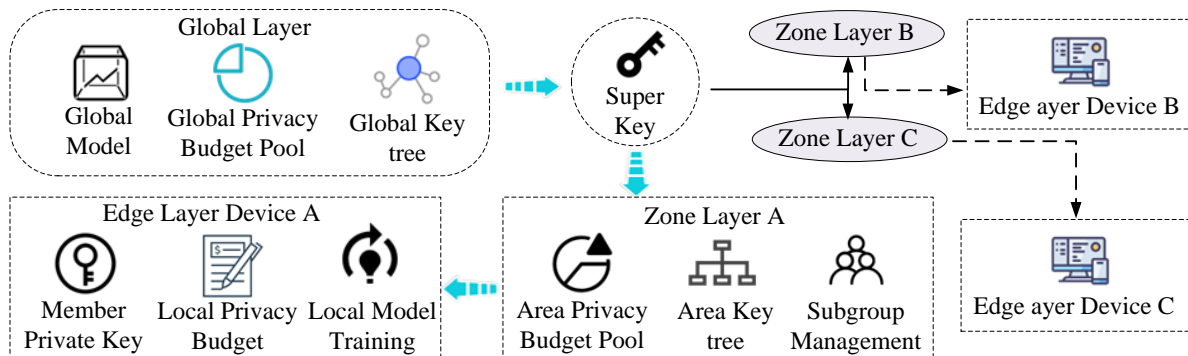 Global Layer
Global
Model
Global Privacy
Budget Pool
Global Key
tree
Super
Key
Zone Layer B
Zone Layer C
Edge ayer Device B
Edge Layer Device A
Member
Private Key
Local Privacy
Budget
Local Model
Training
Zone Layer A
Area Privacy
Budget Pool
Area Key
tree
Subgroup
Management
Edge ayer Device C